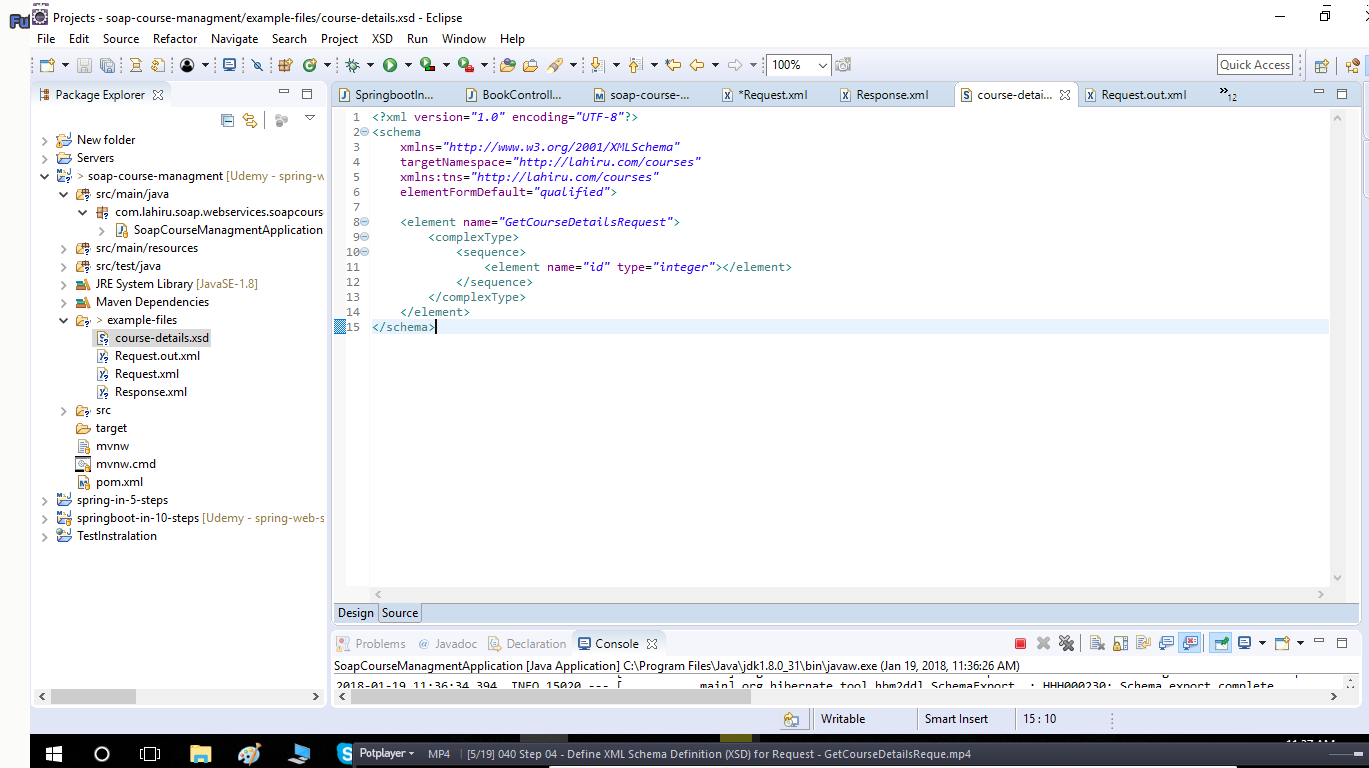 Fu
Projects - soap-course-managment/example-files/course-details.xsd - Eclipse
File Edit Source Refactor Navigate Search Project XSD Run Window Help
100%
Quick Access
Package Explorer
SpringbootIn...
BookControll...
soap-course-...
*Request.xml
Response.xml
course-detai...
Request.out.xml
»12
New folder
Servers
> soap-course-managment [Udemy - spring-w
src/main/java
com.lahiru.soap.webservices.soapcours
SoapCourseManagmentApplication
src/main/resources
src/test/java
JRE System Library [JavaSE-1.8]
Maven Dependencies
> example-files
course-details.xsd
Request.out.xml
Request.xml
Response.xml
src
target
mvnw
mvnw.cmd
pom.xml
spring-in-5-steps
springboot-in-10-steps [Udemy - spring-web-s
TestInstralation
1 <?xml version="1.0" encoding="UTF-8"?>
2 <schema
3 xmlns="http://www.w3.org/2001/XMLSchema"
4 targetNamespace="http://lahiru.com/courses"
5 xmlns:tns="http://lahiru.com/courses"
6 elementFormDefault="qualified">
7
8 <element name="GetCourseDetailsRequest">
9 <complexType>
10 <sequence>
11 <element name="id" type="integer"></element>
12 </sequence>
13 </complexType>
14 </element>
15 </schema>
Design Source
Problems @ Javadoc Declaration Console
SoapCourseManagmentApplication [Java Application] C:\Program Files\Java\jdk1.8.0_31\bin\javaw.exe (Jan 19, 2018, 11:36:26 AM)
2018-01-19 11:36:34.394 INFO 15020 --- [ main] org.hibernate.tool.hbm2ddl.SchemaExport : HHH000230: Schema export complete
Writable Smart Insert 15 : 10
Potplayer MP4 [5/19] 040 Step 04 - Define XML Schema Definition (XSD) for Request - GetCourseDetailsReque.mp4
11:37 AM